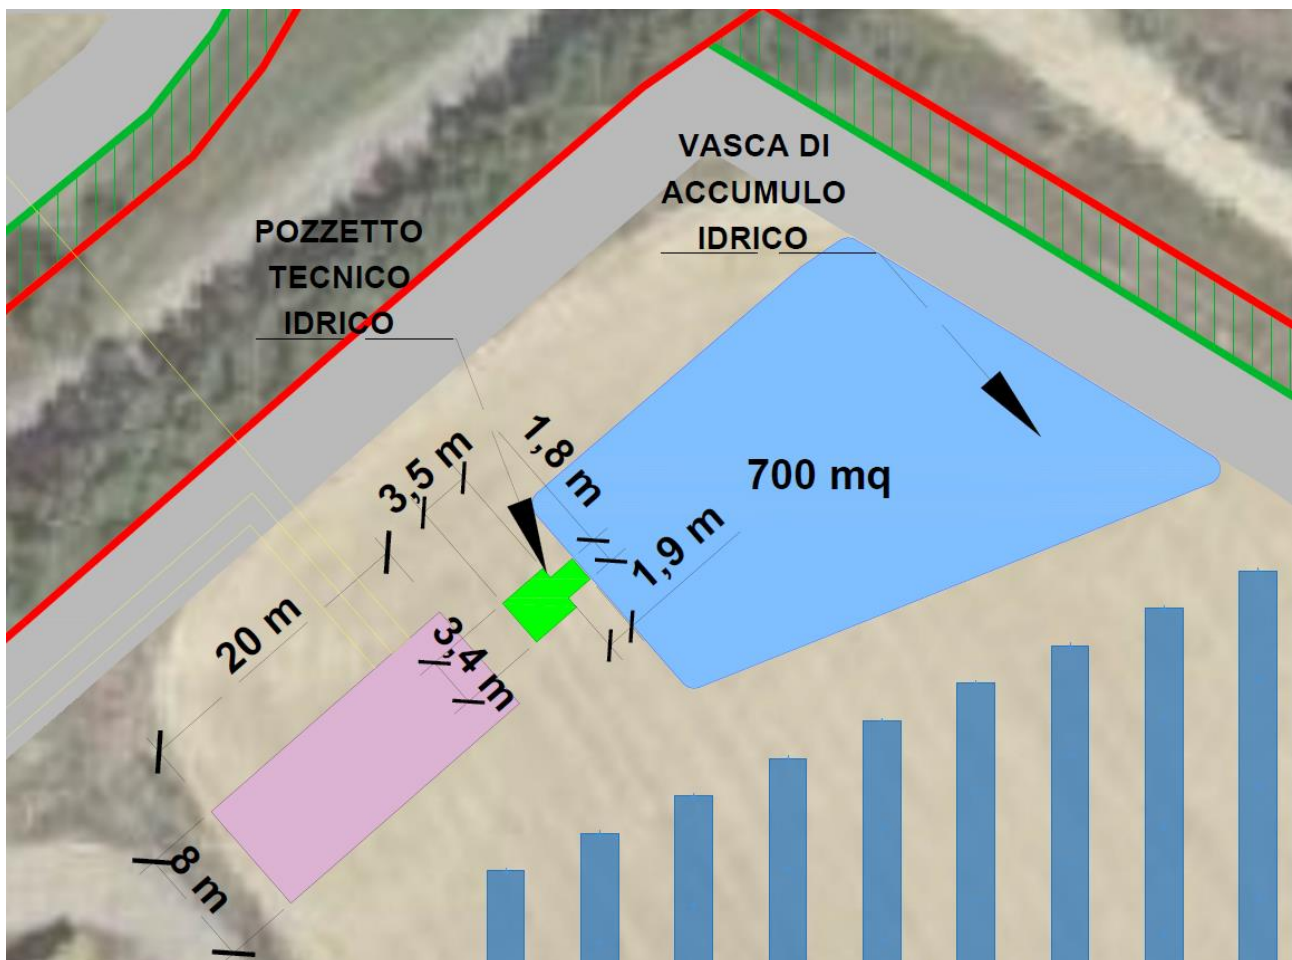 VASCA DI
ACCUMULO
IDRICO
POZZETTO
TECNICO
IDRICO
1,8 m
3,5 m
700 mq
1,9 m
20 m
3,4 m
8 m